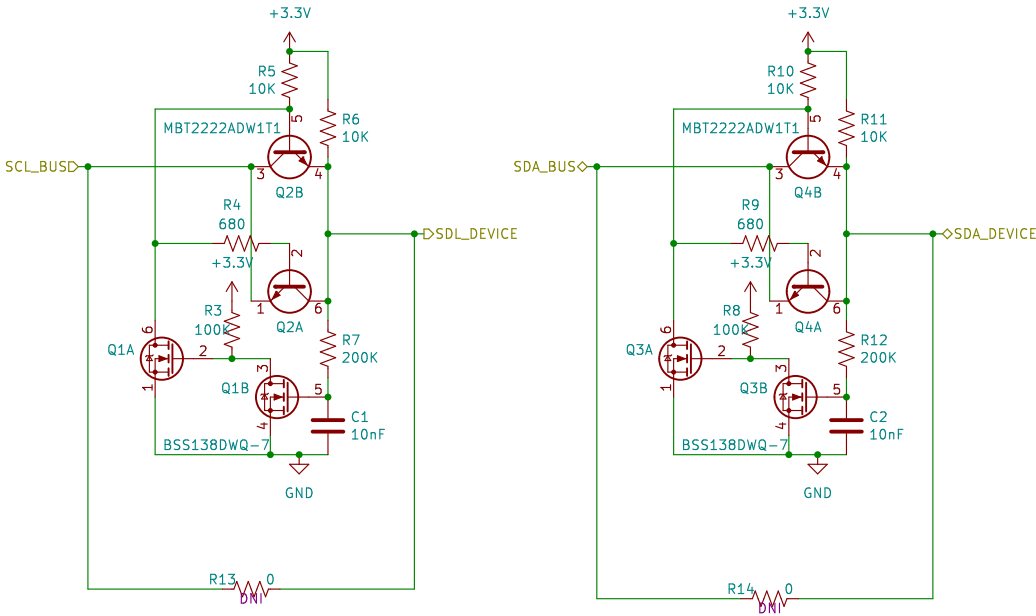 +3.3V
R5
10K
R6
10K
MBT2222ADW1T1
5
3
4
Q2B
SCL_BUS
R4
680
2
SDL_DEVICE
+3.3V
1
6
Q2A
R3
100K
R7
200K
6
Q1A
2
1
3
Q1B
5
4
C1
10nF
BSS138DWQ-7
GND
R13
0
DNI
+3.3V
R10
10K
R11
10K
MBT2222ADW1T1
5
3
4
Q4B
SDA_BUS
R9
680
2
SDA_DEVICE
+3.3V
1
6
Q4A
R8
100K
R12
200K
6
Q3A
2
1
3
Q3B
5
4
C2
10nF
BSS138DWQ-7
GND
R14
0
DNI